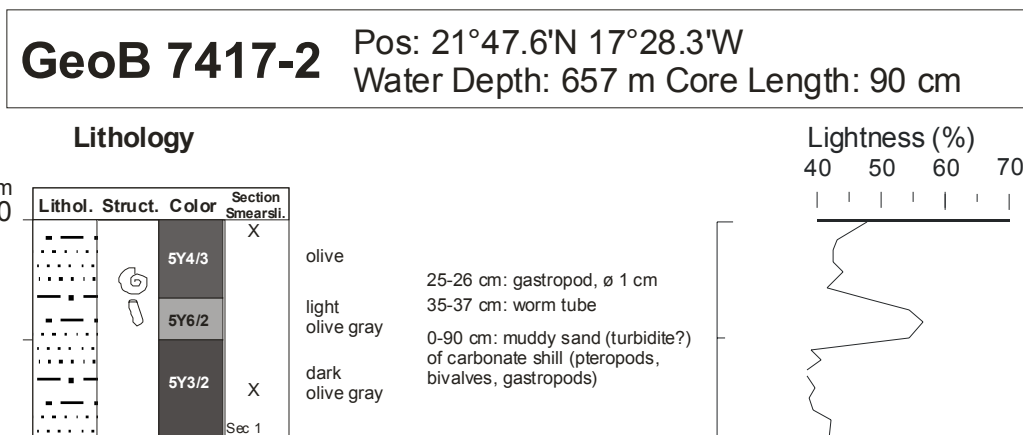 GeoB 7417-2
Pos: 21°47.6'N 17°28.3'W
Water Depth: 657 m Core Length: 90 cm
Lithology
Lightness (%)
40 50 60 70
m
0
Lithol. Struct. Color Section
Smearsli.
X
5Y4/3
olive
25-26 cm: gastropod, ø 1 cm
35-37 cm: worm tube
5Y6/2
light
olive gray
0-90 cm: muddy sand (turbidite?)
of carbonate shill (pteropods,
bivalves, gastropods)
5Y3/2
dark
olive gray
X
Sec 1